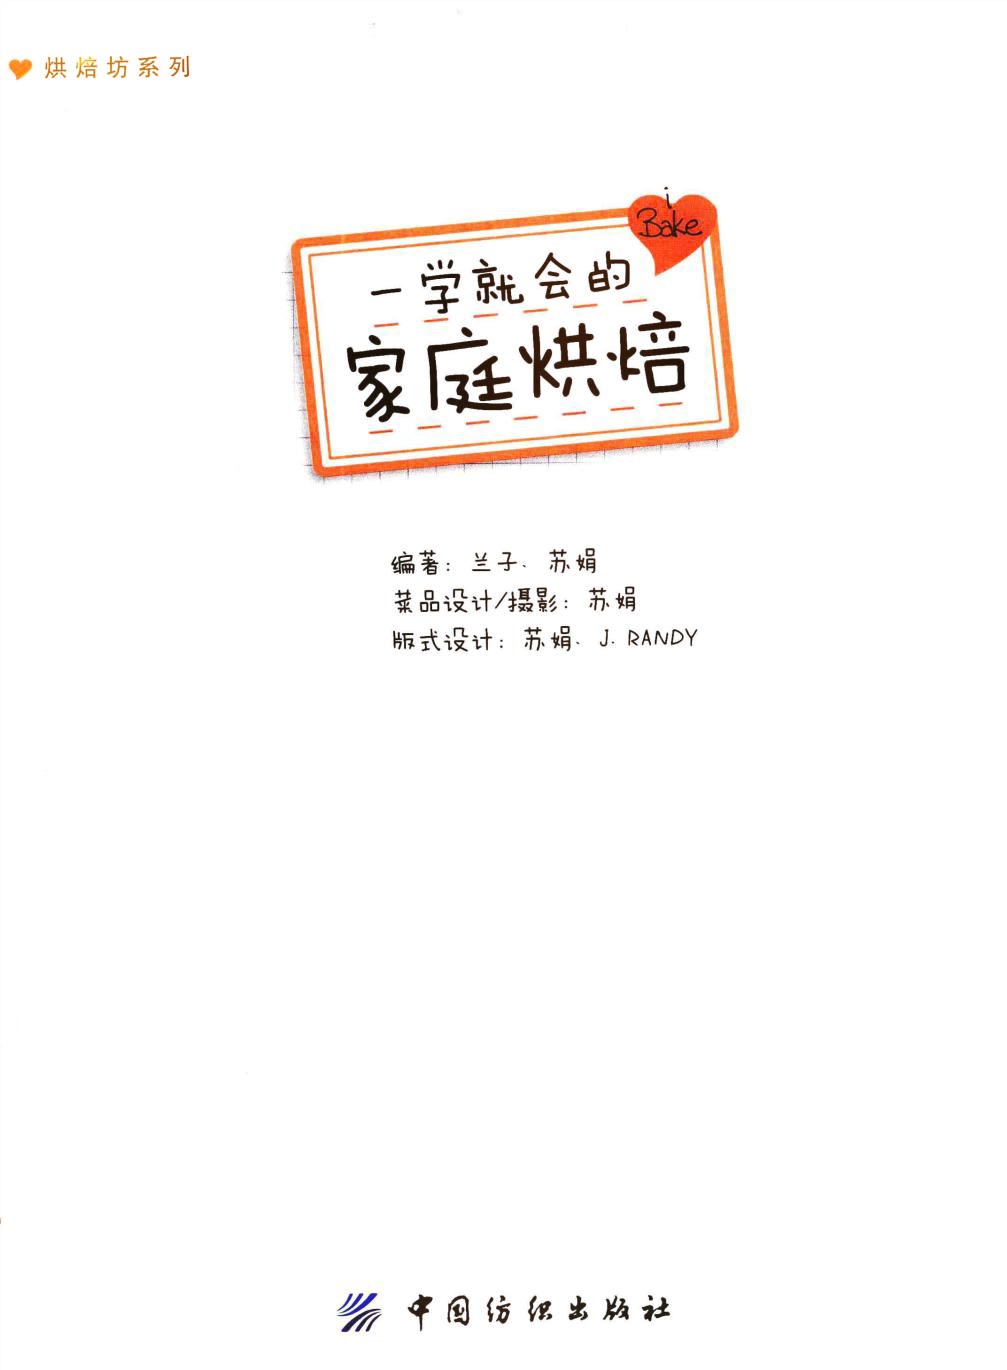 烘焙坊系列
i
Bake
一学就会的
家庭烘焙
编著：兰子、苏娟
菜品设计/摄影：苏娟
版式设计：苏娟、J. RANDY
中国纺织出版社